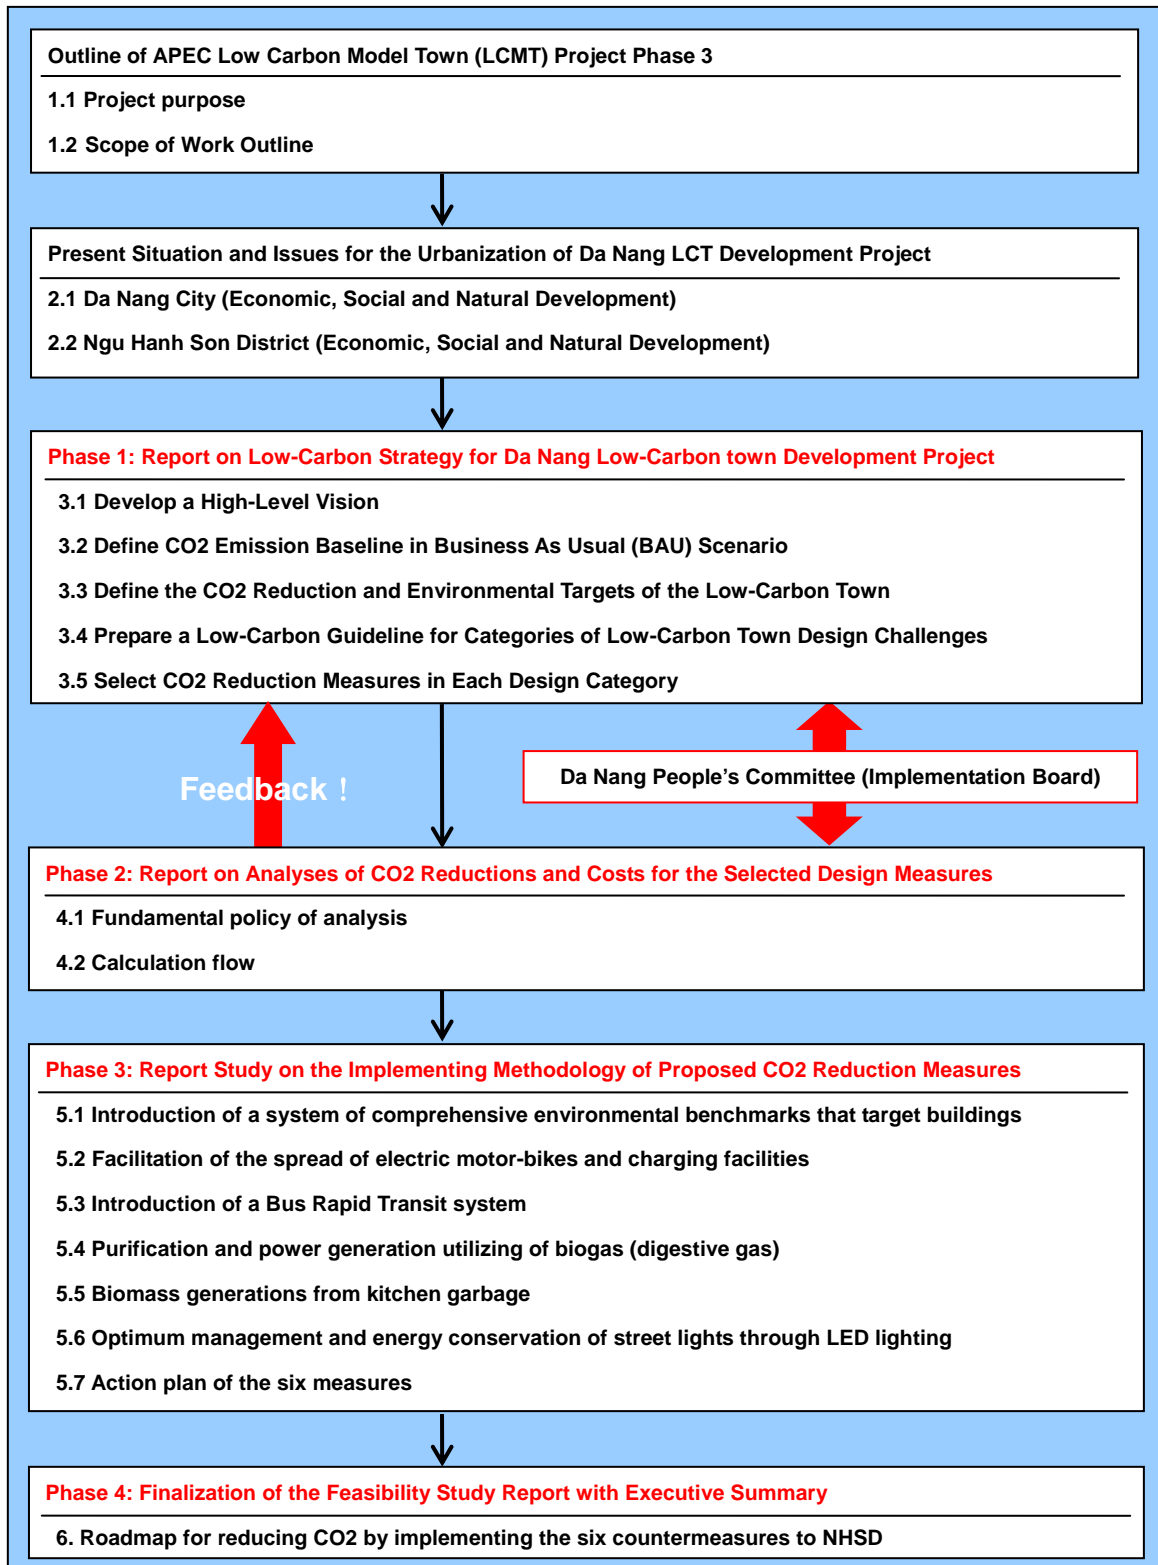 Outline of APEC Low Carbon Model Town (LCMT) Project Phase 3
1.1 Project purpose
1.2 Scope of Work Outline
Present Situation and Issues for the Urbanization of Da Nang LCT Development Project
2.1 Da Nang City (Economic, Social and Natural Development)
2.2 Ngu Hanh Son District (Economic, Social and Natural Development)
Phase 1: Report on Low-Carbon Strategy for Da Nang Low-Carbon town Development Project
3.1 Develop a High-Level Vision
3.2 Define CO2 Emission Baseline in Business As Usual (BAU) Scenario
3.3 Define the CO2 Reduction and Environmental Targets of the Low-Carbon Town
3.4 Prepare a Low-Carbon Guideline for Categories of Low-Carbon Town Design Challenges
3.5 Select CO2 Reduction Measures in Each Design Category
Feedback！
Da Nang People’s Committee (Implementation Board)
Phase 2: Report on Analyses of CO2 Reductions and Costs for the Selected Design Measures
4.1 Fundamental policy of analysis
4.2 Calculation flow
Phase 3: Report Study on the Implementing Methodology of Proposed CO2 Reduction Measures
5.1 Introduction of a system of comprehensive environmental benchmarks that target buildings
5.2 Facilitation of the spread of electric motor-bikes and charging facilities
5.3 Introduction of a Bus Rapid Transit system
5.4 Purification and power generation utilizing of biogas (digestive gas)
5.5 Biomass generations from kitchen garbage
5.6 Optimum management and energy conservation of street lights through LED lighting
5.7 Action plan of the six measures
Phase 4: Finalization of the Feasibility Study Report with Executive Summary
6. Roadmap for reducing CO2 by implementing the six countermeasures to NHSD